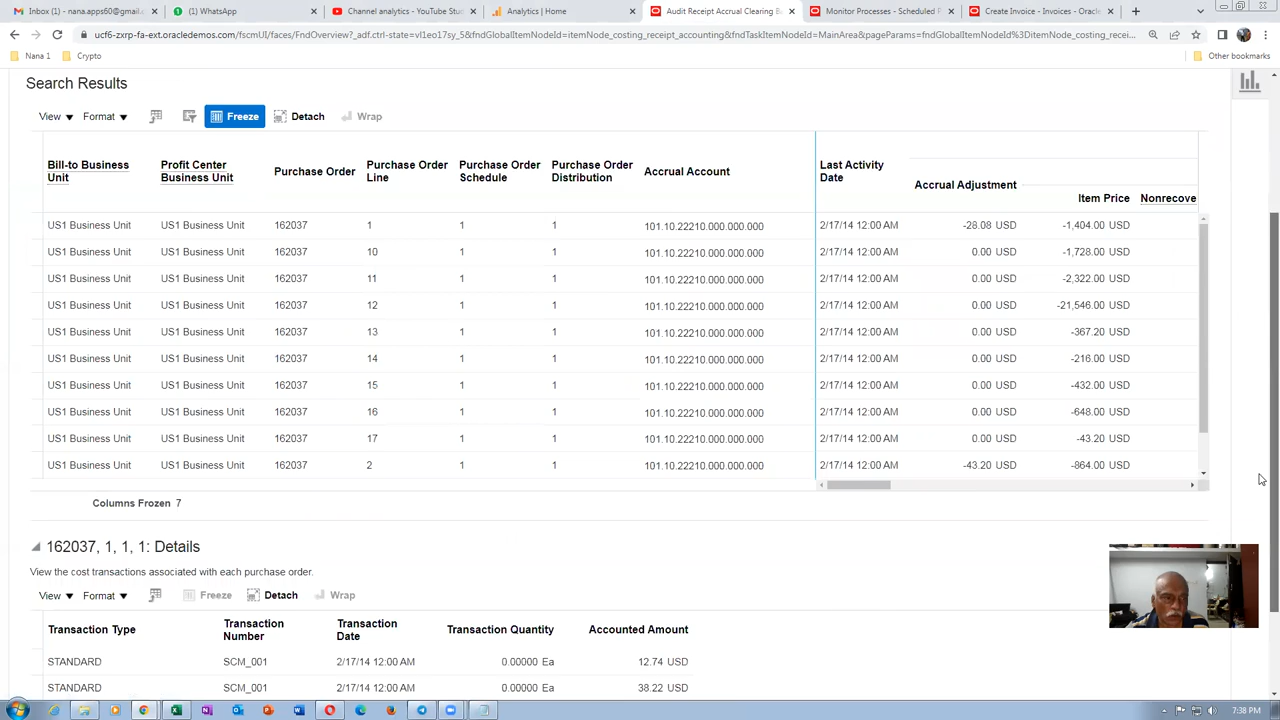 Inbox (1) - nana.apps60@gmail.c
(1) WhatsApp
Channel analytics - YouTube Stu
Analytics | Home
Audit Receipt Accrual Clearing B
Monitor Processes - Scheduled P
Create Invoice - Invoices - Oracl
ucf6-zxrp-fa-ext.oracledemos.com/fscmUI/faces/FndOverview?_adf.ctrl-state=vl1eo17sy_5&fndGlobalItemNodeId=itemNode_costing_receipt_accounting&fndTaskItemNodeId=MainArea&pageParams=fndGlobalItemNodeId%3DitemNode_costing_recei...
Nana 1
Crypto
Other bookmarks
Search Results
View Format Freeze Detach Wrap
Bill-to Business Unit
Profit Center Business Unit
Purchase Order
Purchase Order Line
Purchase Order Schedule
Purchase Order Distribution
Accrual Account
Last Activity Date
Accrual Adjustment
Item Price
Nonrecove
US1 Business Unit US1 Business Unit 162037 1 1 1 101.10.22210.000.000.000 2/17/14 12:00 AM -28.08 USD -1,404.00 USD
US1 Business Unit US1 Business Unit 162037 10 1 1 101.10.22210.000.000.000 2/17/14 12:00 AM 0.00 USD -1,728.00 USD
US1 Business Unit US1 Business Unit 162037 11 1 1 101.10.22210.000.000.000 2/17/14 12:00 AM 0.00 USD -2,322.00 USD
US1 Business Unit US1 Business Unit 162037 12 1 1 101.10.22210.000.000.000 2/17/14 12:00 AM 0.00 USD -21,546.00 USD
US1 Business Unit US1 Business Unit 162037 13 1 1 101.10.22210.000.000.000 2/17/14 12:00 AM 0.00 USD -367.20 USD
US1 Business Unit US1 Business Unit 162037 14 1 1 101.10.22210.000.000.000 2/17/14 12:00 AM 0.00 USD -216.00 USD
US1 Business Unit US1 Business Unit 162037 15 1 1 101.10.22210.000.000.000 2/17/14 12:00 AM 0.00 USD -432.00 USD
US1 Business Unit US1 Business Unit 162037 16 1 1 101.10.22210.000.000.000 2/17/14 12:00 AM 0.00 USD -648.00 USD
US1 Business Unit US1 Business Unit 162037 17 1 1 101.10.22210.000.000.000 2/17/14 12:00 AM 0.00 USD -43.20 USD
US1 Business Unit US1 Business Unit 162037 2 1 1 101.10.22210.000.000.000 2/17/14 12:00 AM -43.20 USD -864.00 USD
Columns Frozen 7
162037, 1, 1, 1: Details
View the cost transactions associated with each purchase order.
View Format Freeze Detach Wrap
Transaction Type
Transaction Number
Transaction Date
Transaction Quantity
Accounted Amount
STANDARD SCM_001 2/17/14 12:00 AM 0.00000 Ea 12.74 USD
STANDARD SCM_001 2/17/14 12:00 AM 0.00000 Ea 38.22 USD
7:38 PM